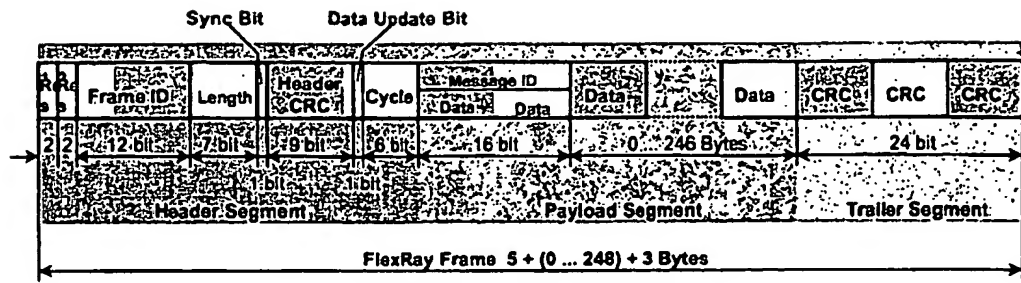 Sync Bit Data Update Bit
Res Res Frame ID Length Header CRC Cycle Message ID Data Data Data Data CRC CRC CRC
2 2 12 bit 7 bit 9 bit 6 bit 16 bit 0 ... 246 Bytes 24 bit
1 bit 1 bit
Header Segment Payload Segment Trailer Segment
FlexRay Frame 5 + (0 ... 248) + 3 Bytes